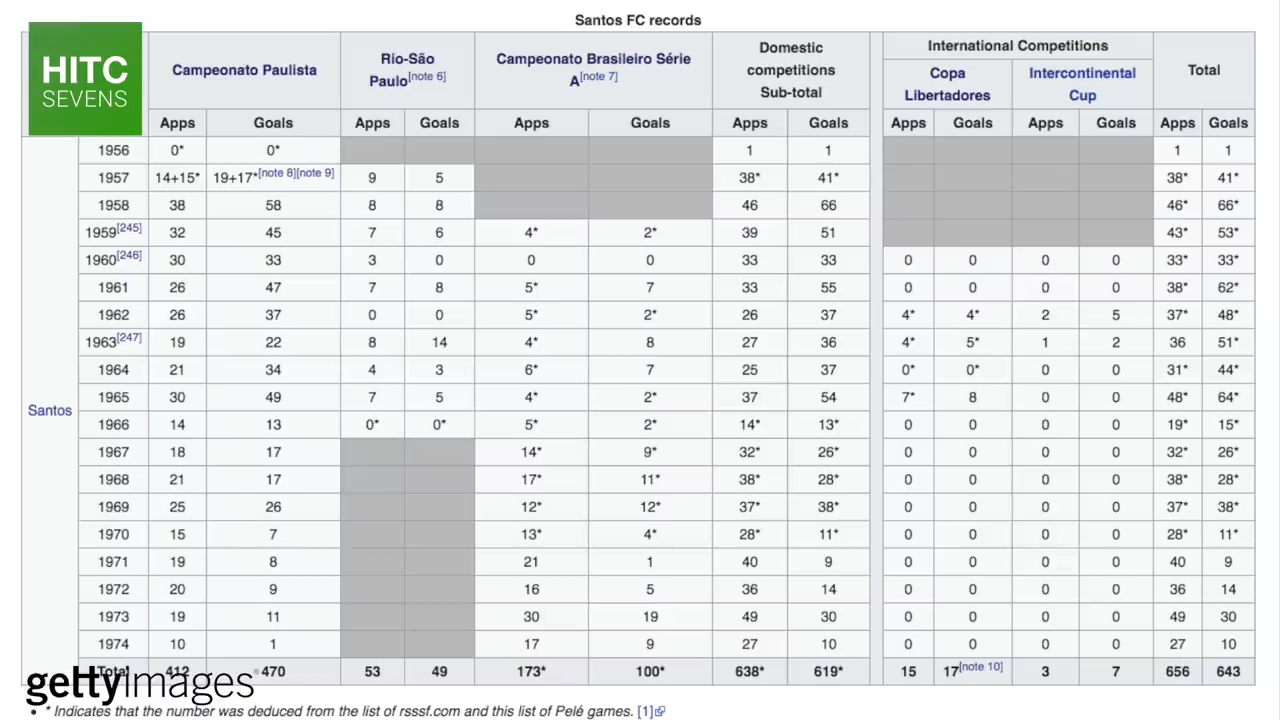 Santos FC records
HITC
SEVENS
Campeonato Paulista
Rio-São Paulo[note 6]
Campeonato Brasileiro Série A[note 7]
Domestic competitions Sub-total
International Competitions
Total
Copa Libertadores
Intercontinental Cup
Apps Goals Apps Goals Apps Goals Apps Goals Apps Goals Apps Goals Apps Goals
Santos
1956 0* 0* 1 1 1 1
1957 14+15* 19+17*[note 8][note 9] 9 5 38* 41* 38* 41*
1958 38 58 8 8 46 66 46* 66*
1959[245] 32 45 7 6 4* 2* 39 51 43* 53*
1960[246] 30 33 3 0 0 0 33 33 0 0 0 0 33* 33*
1961 26 47 7 8 5* 7 33 55 0 0 0 0 38* 62*
1962 26 37 0 0 5* 2* 26 37 4* 4* 2 5 37* 48*
1963[247] 19 22 8 14 4* 8 27 36 4* 5* 1 2 36 51*
1964 21 34 4 3 6* 7 25 37 0* 0* 0 0 31* 44*
1965 30 49 7 5 4* 2* 37 54 7* 8 0 0 48* 64*
1966 14 13 0* 0* 5* 2* 14* 13* 0 0 0 0 19* 15*
1967 18 17 14* 9* 32* 26* 0 0 0 0 32* 26*
1968 21 17 17* 11* 38* 28* 0 0 0 0 38* 28*
1969 25 26 12* 12* 37* 38* 0 0 0 0 37* 38*
1970 15 7 13* 4* 28* 11* 0 0 0 0 28* 11*
1971 19 8 21 1 40 9 0 0 0 0 40 9
1972 20 9 16 5 36 14 0 0 0 0 36 14
1973 19 11 30 19 49 30 0 0 0 0 49 30
1974 10 1 17 9 27 10 0 0 0 0 27 10
Total 412 470 53 49 173* 100* 638* 619* 15 17[note 10] 3 7 656 643
gettyimages
* Indicates that the number was deduced from the list of rsssf.com and this list of Pelé games. [1]